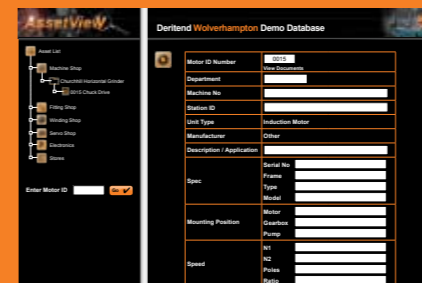 AssetVieW
Asset List
Machine Shop
Churchill Horizontal Grinder
0015 Chuck Drive
Fitting Shop
Winding Shop
Servo Shop
Electronics
Stores
Enter Motor ID
Go
Deritend Wolverhampton Demo Database
Motor ID Number 0015
View Documents
Department
Machine No
Station ID
Unit Type Induction Motor
Manufacturer Other
Description / Application
Spec
Serial No
Frame
Type
Model
Mounting Position
Motor
Gearbox
Pump
Speed
N1
N2
Poles
Ratio